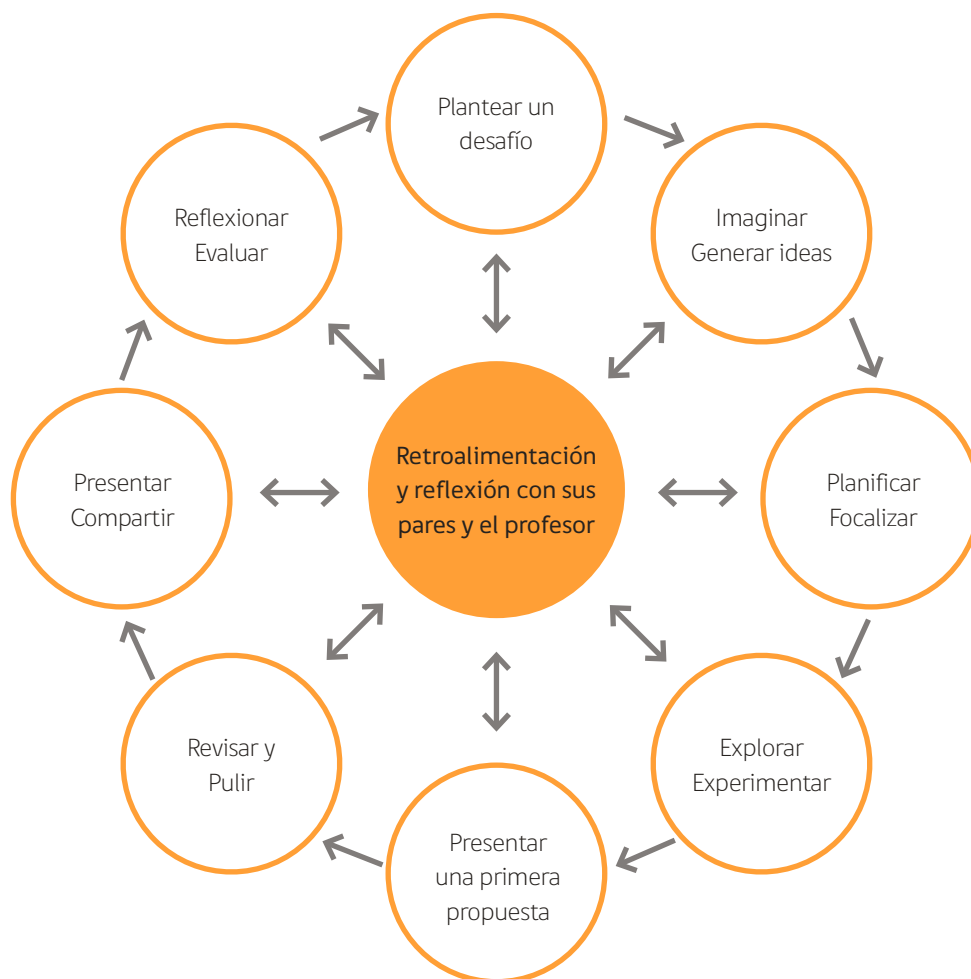 Plantear un
desafío
Imaginar
Generar ideas
Planificar
Focalizar
Explorar
Experimentar
Presentar
una primera
propuesta
Revisar y
Pulir
Presentar
Compartir
Reflexionar
Evaluar
Retroalimentación
y reflexión con sus
pares y el profesor